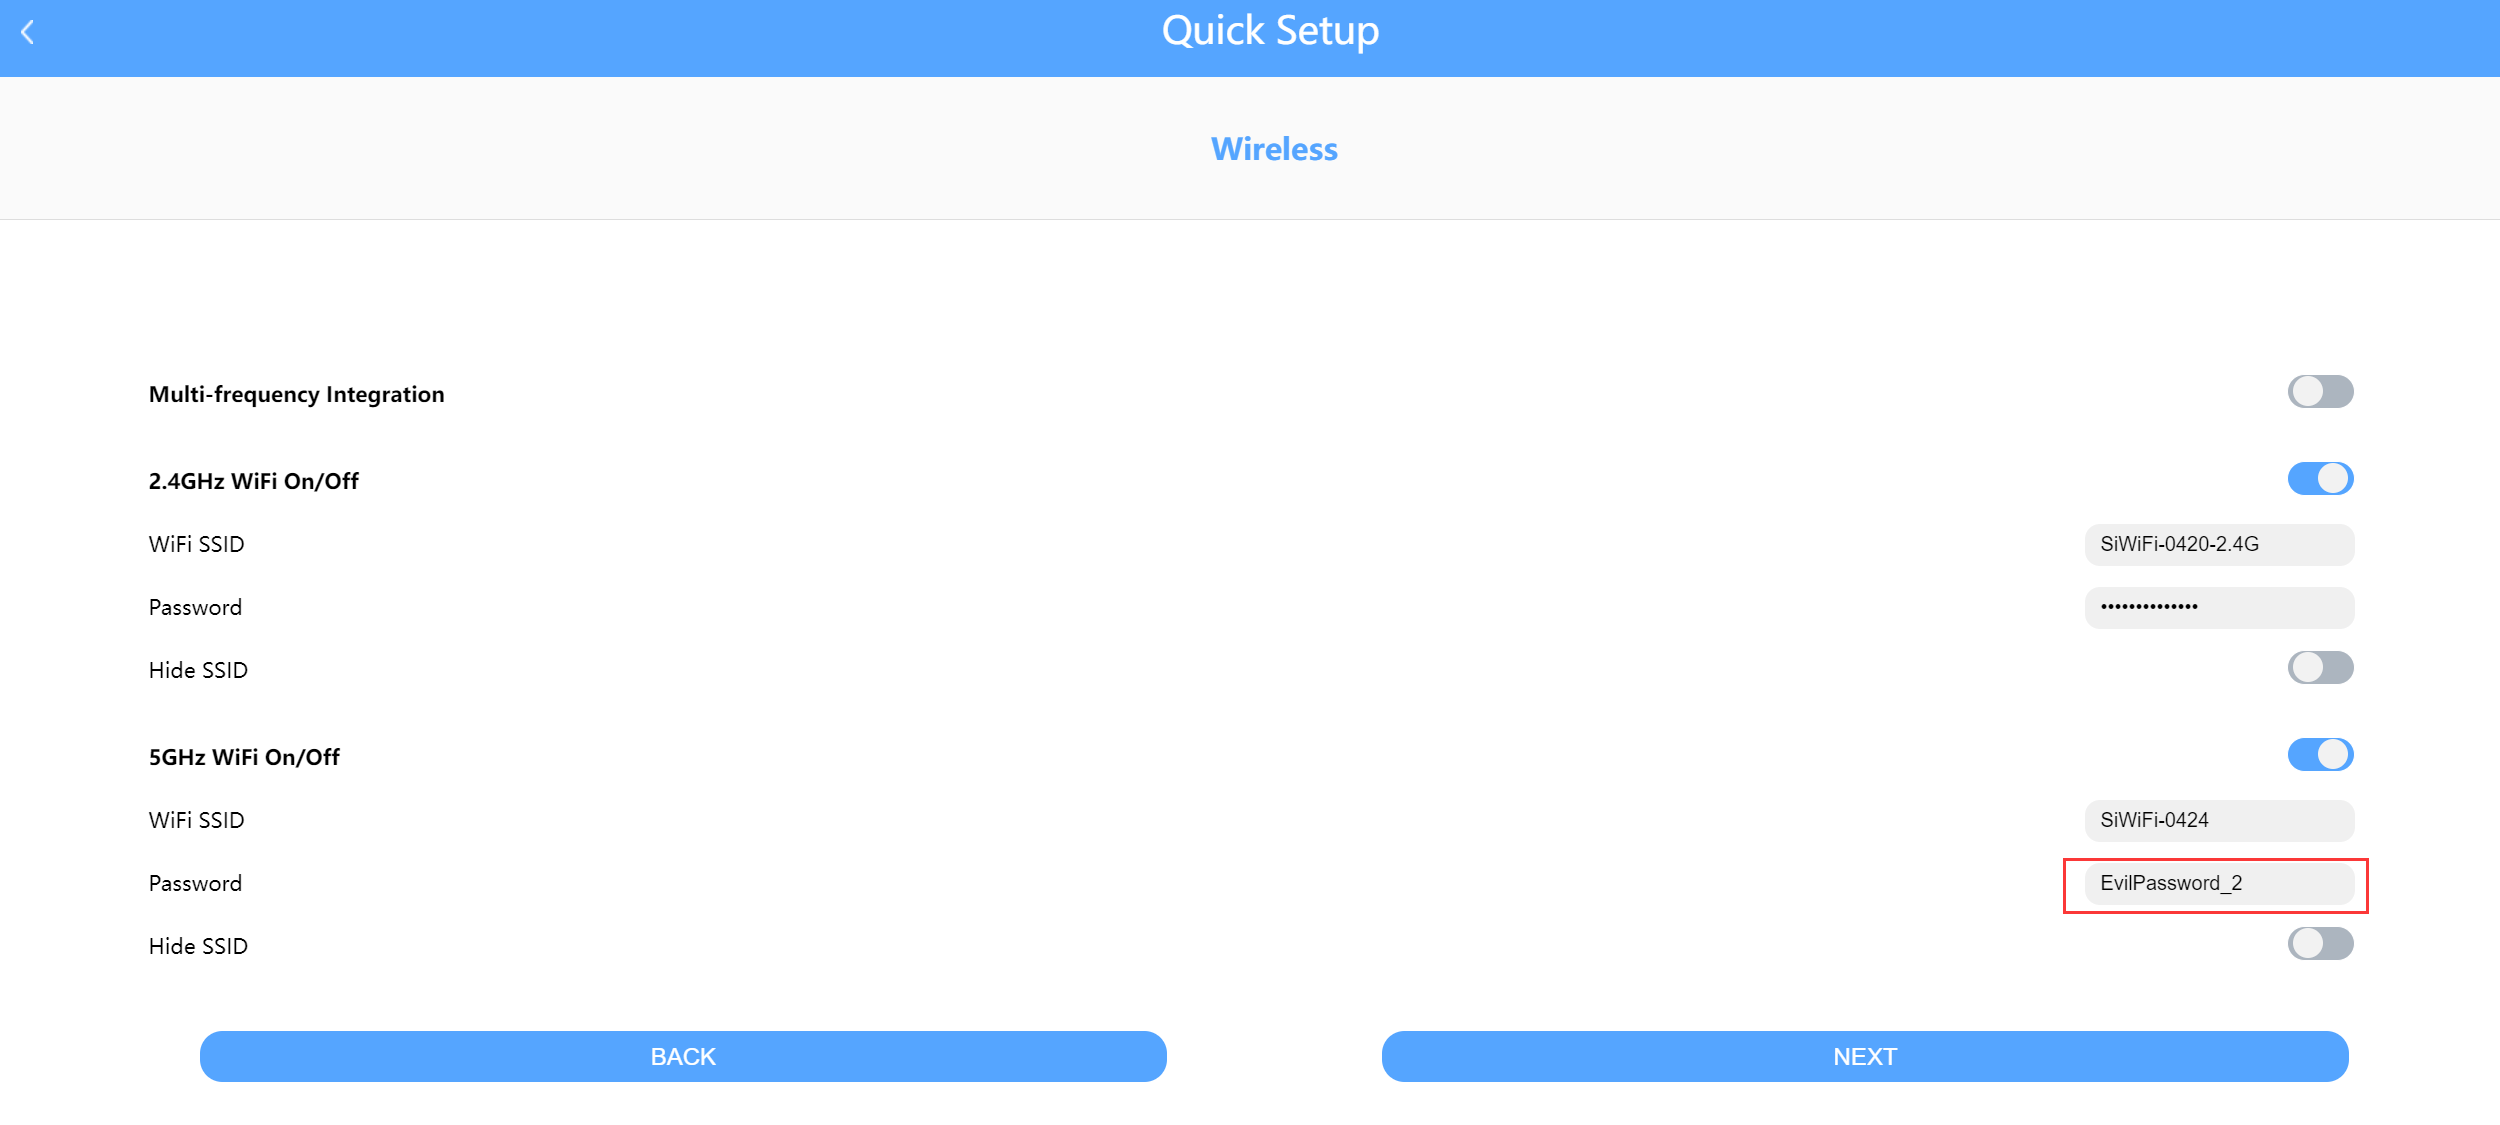 Quick Setup
Wireless
Multi-frequency Integration
2.4GHz WiFi On/Off
WiFi SSID SiWiFi-0420-2.4G
Password ••••••••••••••
Hide SSID
5GHz WiFi On/Off
WiFi SSID SiWiFi-0424
Password EvilPassword_2
Hide SSID
BACK NEXT